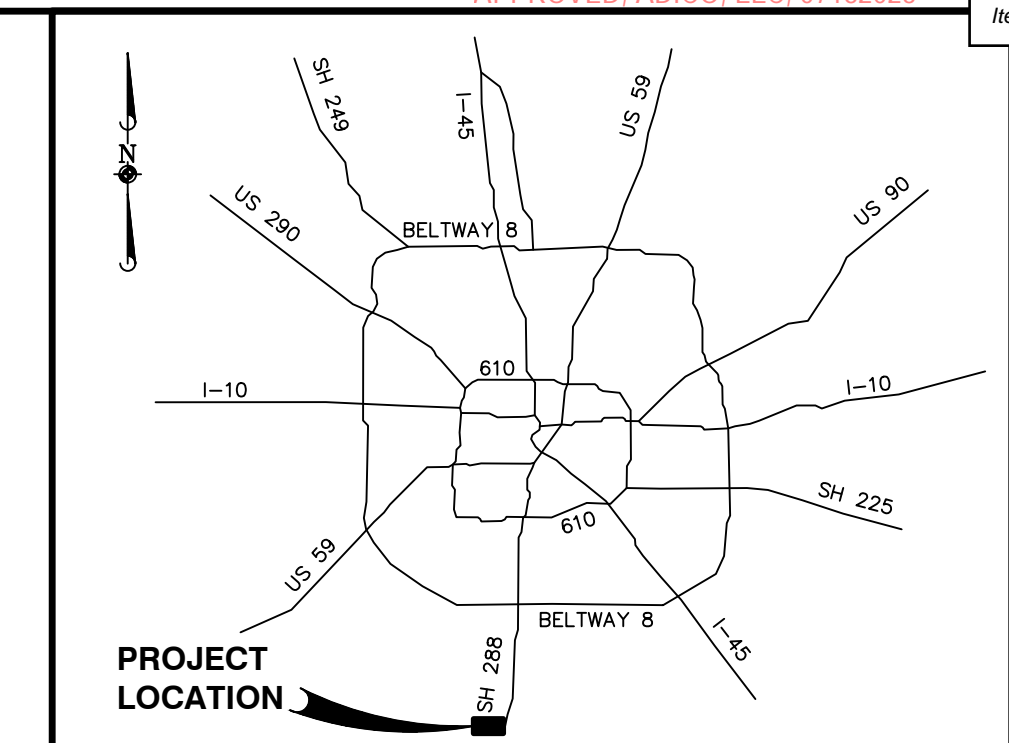 Ite
SH 249
I-45
US 59
N
US 290
US 90
BELTWAY 8
I-10
610
I-10
SH 225
610
US 59
BELTWAY 8
I-45
SH 288
PROJECT
LOCATION